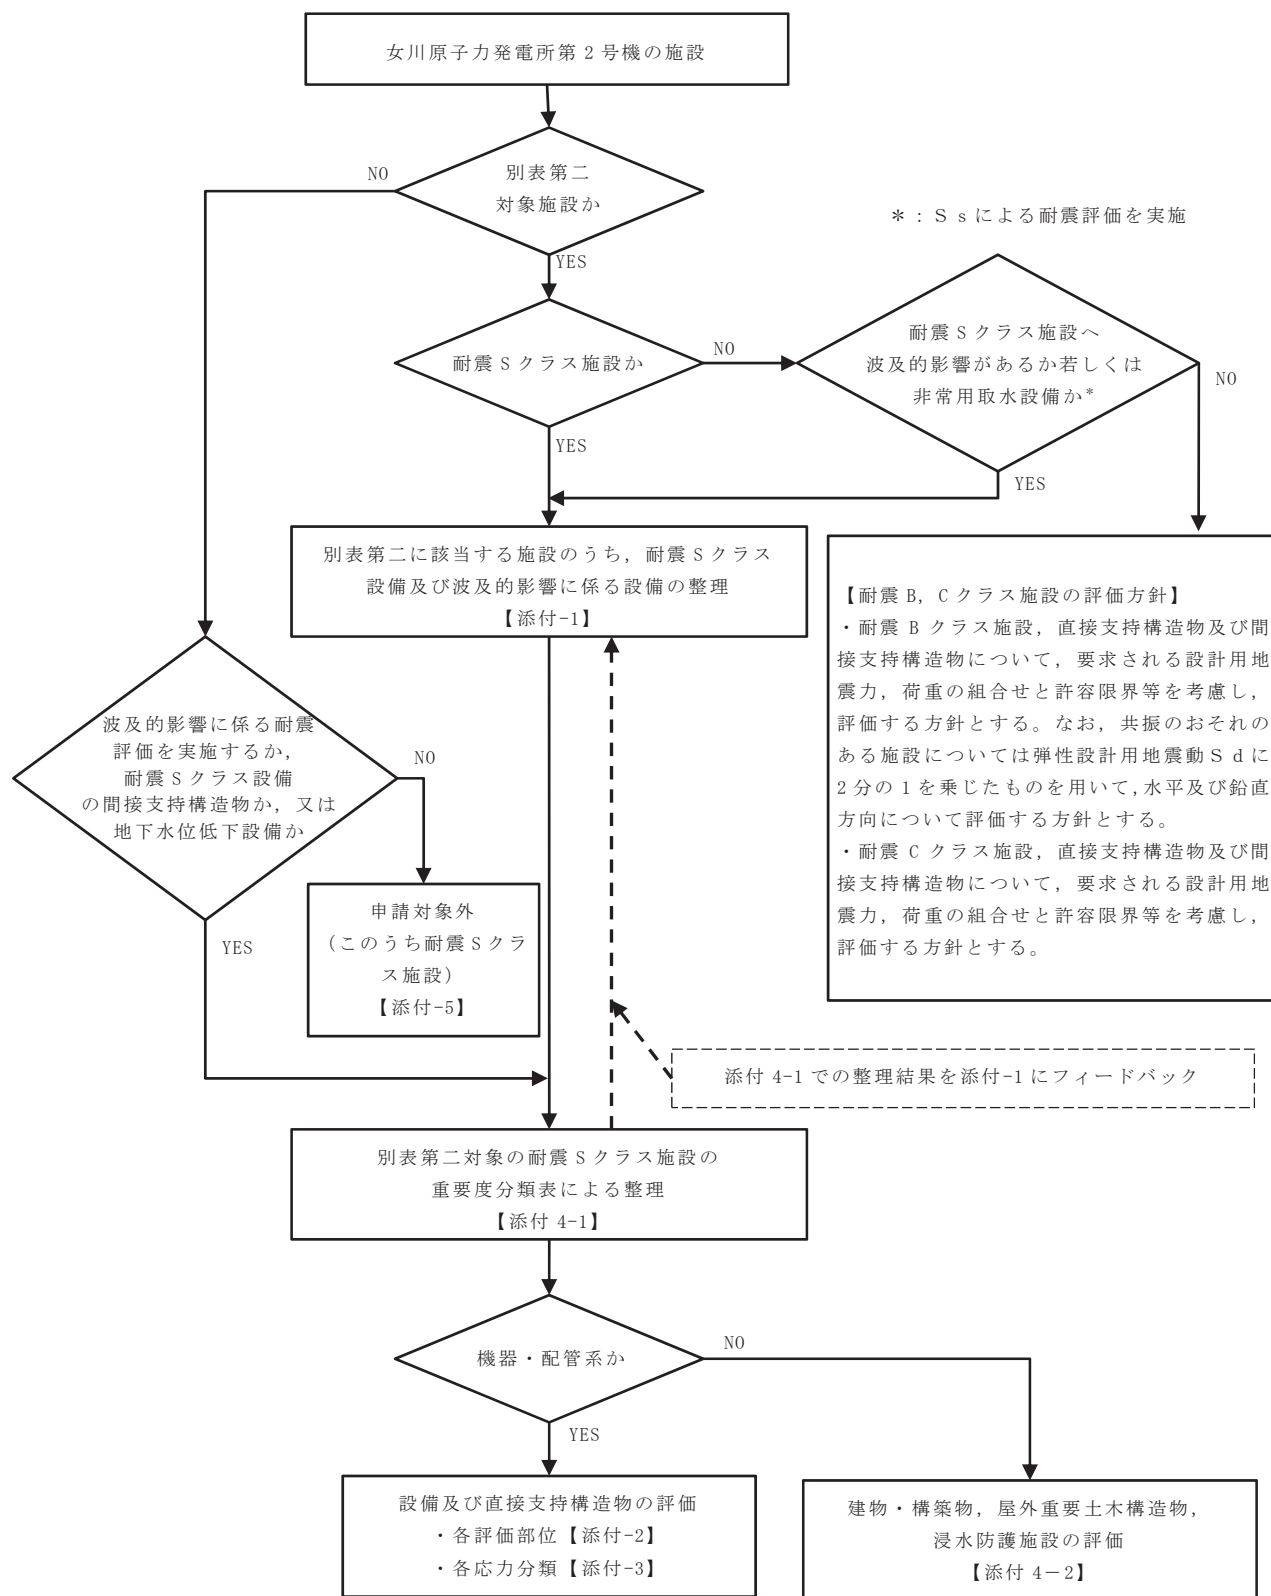 女川原子力発電所第2号機の施設
別表第二
対象施設か
NO
YES
＊：Ｓｓによる耐震評価を実施
耐震Sクラス施設か
NO
YES
耐震Sクラス施設へ
波及的影響があるか若しくは
非常用取水設備か*
NO
YES
別表第二に該当する施設のうち，耐震Sクラス
設備及び波及的影響に係る設備の整理
【添付-1】
【耐震B，Cクラス施設の評価方針】
・耐震Bクラス施設，直接支持構造物及び間
接支持構造物について，要求される設計用地
震力，荷重の組合せと許容限界等を考慮し，
評価する方針とする。なお，共振のおそれの
ある施設については弾性設計用地震動Ｓｄに
2分の1を乗じたものを用いて,水平及び鉛直
方向について評価する方針とする。
・耐震Cクラス施設，直接支持構造物及び間
接支持構造物について，要求される設計用地
震力，荷重の組合せと許容限界等を考慮し，
評価する方針とする。
波及的影響に係る耐震
評価を実施するか，
耐震Sクラス設備
の間接支持構造物か，又は
地下水位低下設備か
NO
YES
申請対象外
（このうち耐震Sクラ
ス施設）
【添付-5】
添付4-1での整理結果を添付-1にフィードバック
別表第二対象の耐震Sクラス施設の
重要度分類表による整理
【添付4-1】
機器・配管系か
NO
YES
設備及び直接支持構造物の評価
・各評価部位【添付-2】
・各応力分類【添付-3】
建物・構築物，屋外重要土木構造物，
浸水防護施設の評価
【添付4－2】